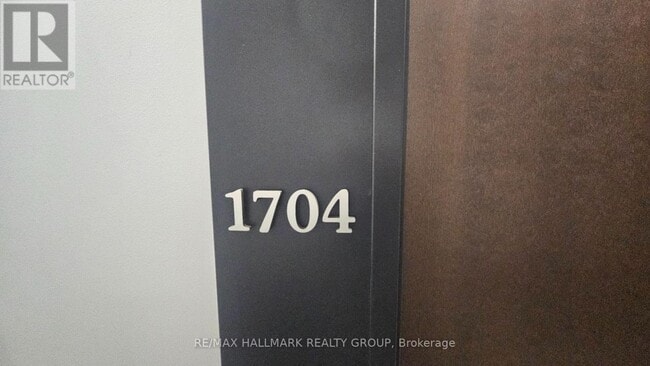 R
REALTOR®
1704
RE/MAX HALLMARK REALTY GROUP, Brokerage